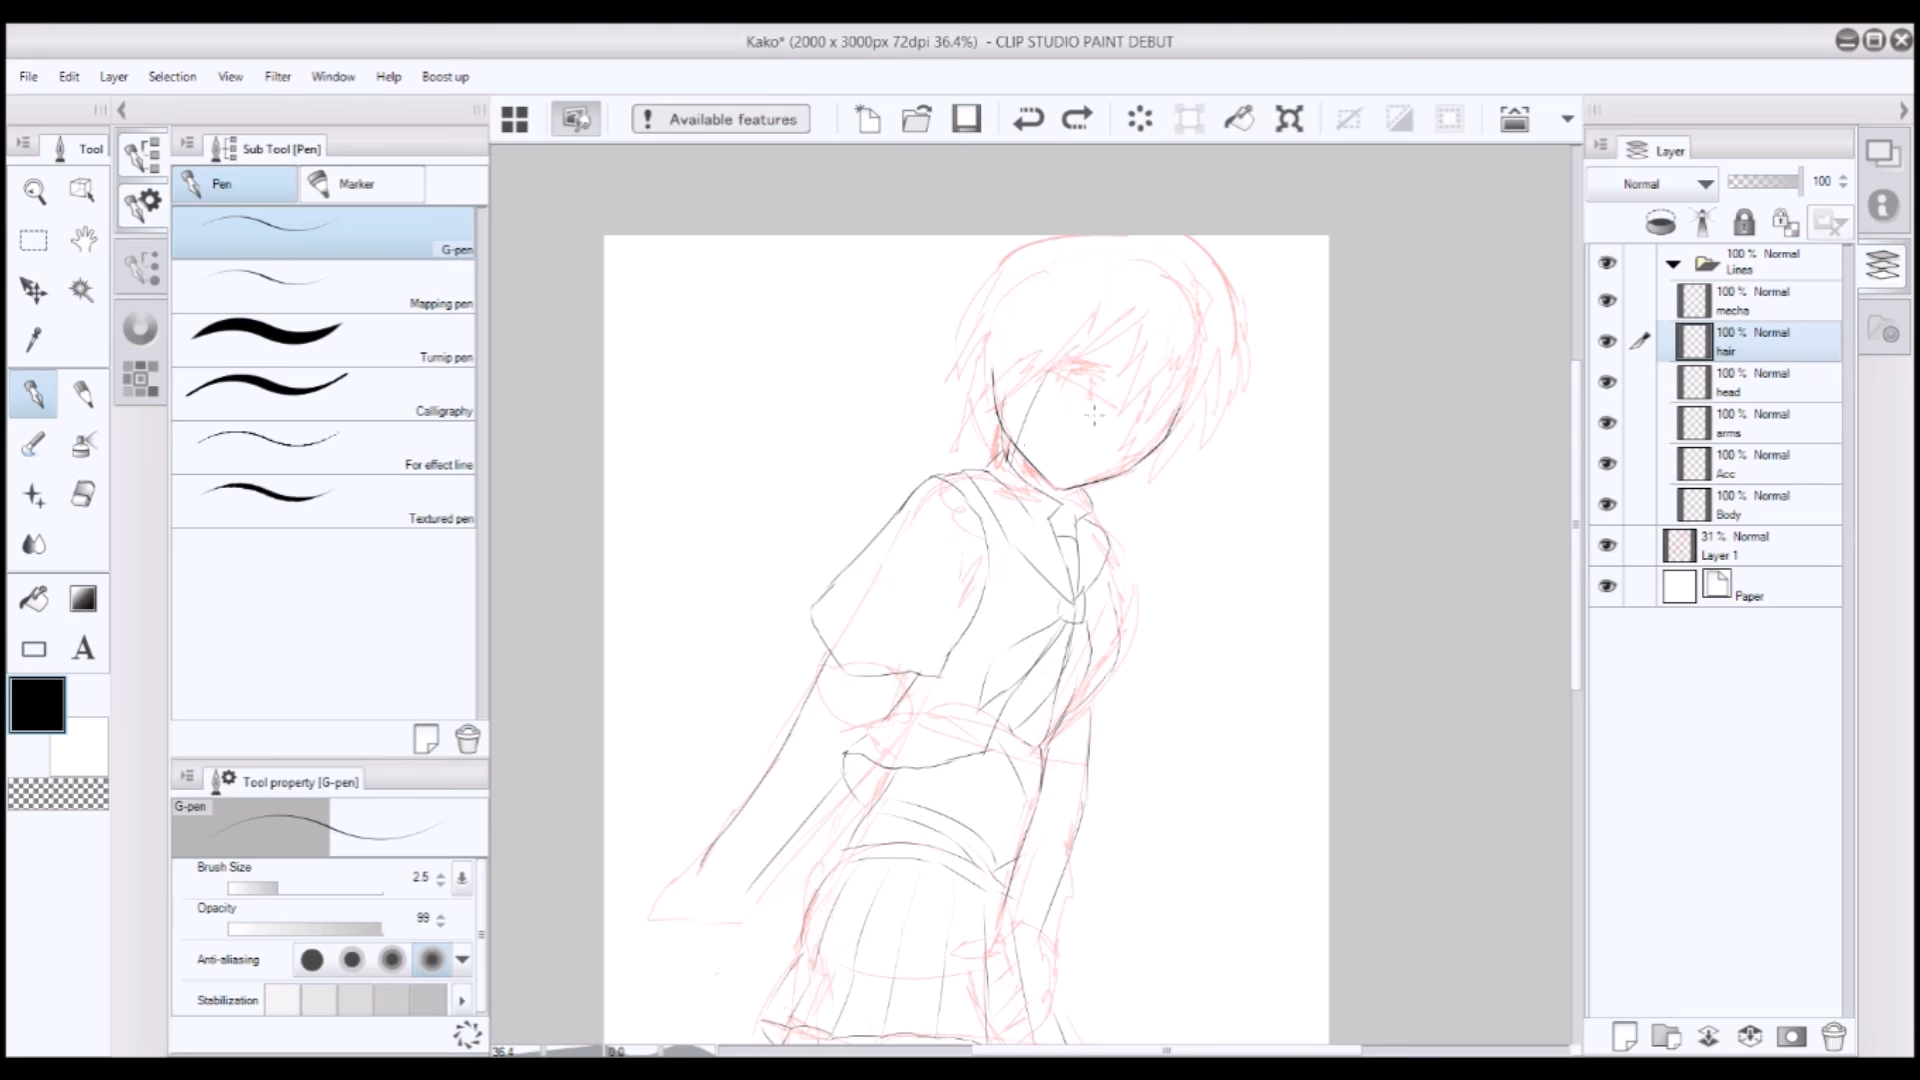 Kako* (2000 x 3000px 72dpi 36.4%) - CLIP STUDIO PAINT DEBUT
File Edit Layer Selection View Filter Window Help Boost up
! Available features
Tool
Sub Tool [Pen]
Pen Marker
G-pen
Mapping pen
Turnip pen
Calligraphy
For effect line
Textured pen
Tool property [G-pen]
G-pen
Brush Size 2.5
Opacity 99
Anti-aliasing
Stabilization
A
36.4 0.0
Layer
Normal 100
100 % Normal
Lines
100 % Normal
mecha
100 % Normal
hair
100 % Normal
head
100 % Normal
arms
100 % Normal
Acc
100 % Normal
Body
31 % Normal
Layer 1
Paper